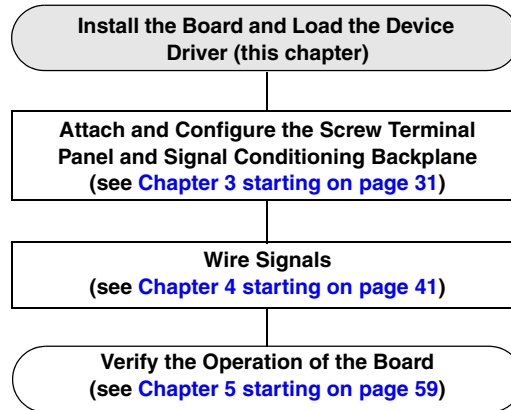 Install the Board and Load the Device
Driver (this chapter)
Attach and Configure the Screw Terminal
Panel and Signal Conditioning Backplane
(see Chapter 3 starting on page 31)
Wire Signals
(see Chapter 4 starting on page 41)
Verify the Operation of the Board
(see Chapter 5 starting on page 59)